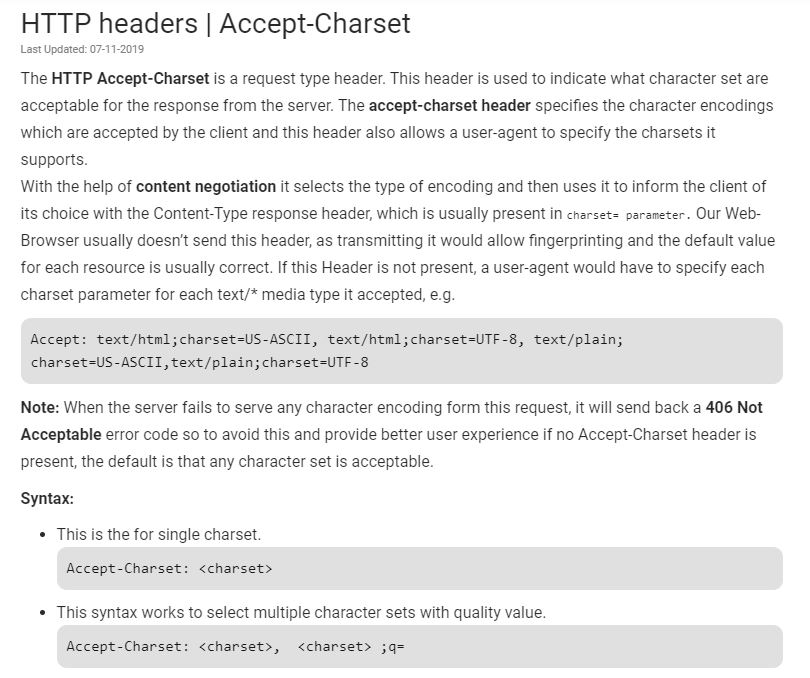 HTTP headers | Accept-Charset
Last Updated: 07-11-2019
The HTTP Accept-Charset is a request type header. This header is used to indicate what character set are
acceptable for the response from the server. The accept-charset header specifies the character encodings
which are accepted by the client and this header also allows a user-agent to specify the charsets it
supports.
With the help of content negotiation it selects the type of encoding and then uses it to inform the client of
its choice with the Content-Type response header, which is usually present in charset= parameter. Our Web-
Browser usually doesn’t send this header, as transmitting it would allow fingerprinting and the default value
for each resource is usually correct. If this Header is not present, a user-agent would have to specify each
charset parameter for each text/* media type it accepted, e.g.
Accept: text/html;charset=US-ASCII, text/html;charset=UTF-8, text/plain;
charset=US-ASCII,text/plain;charset=UTF-8
Note: When the server fails to serve any character encoding form this request, it will send back a 406 Not
Acceptable error code so to avoid this and provide better user experience if no Accept-Charset header is
present, the default is that any character set is acceptable.
Syntax:
• This is the for single charset.
Accept-Charset: <charset>
• This syntax works to select multiple character sets with quality value.
Accept-Charset: <charset>,  <charset> ;q=